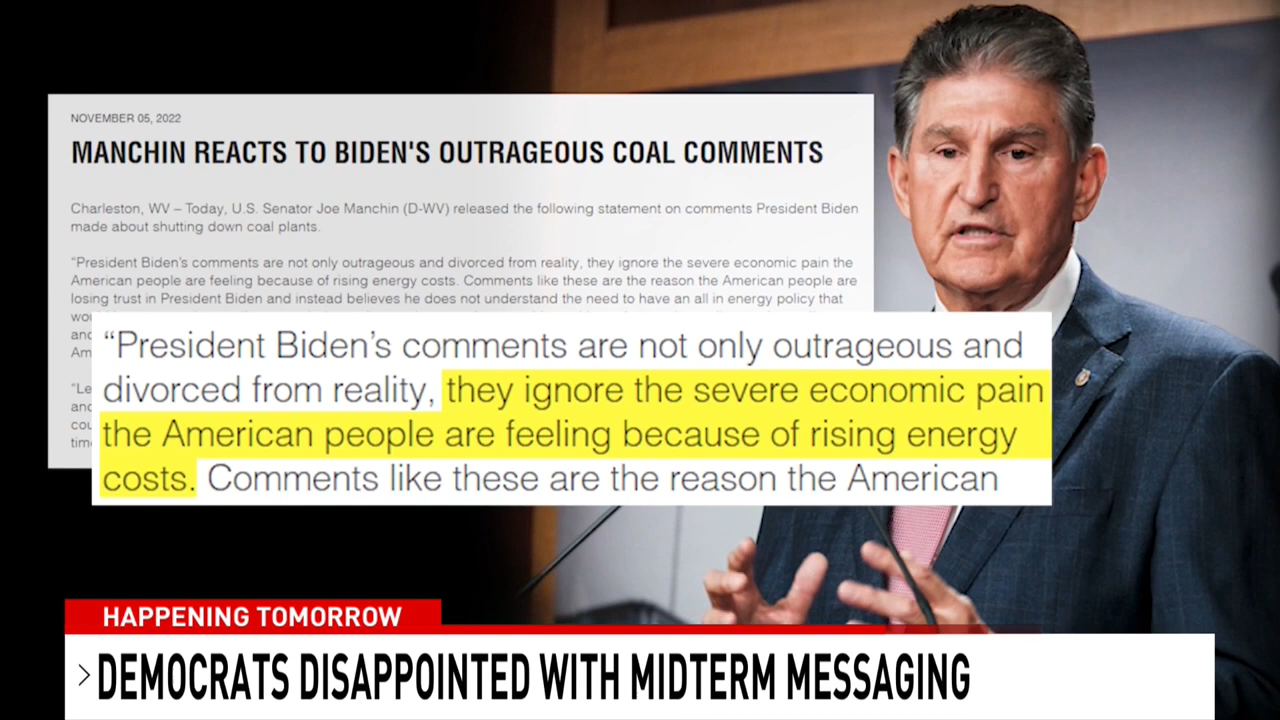 NOVEMBER 05, 2022
MANCHIN REACTS TO BIDEN'S OUTRAGEOUS COAL COMMENTS
Charleston, WV – Today, U.S. Senator Joe Manchin (D-WV) released the following statement on comments President Biden
made about shutting down coal plants.
“President Biden’s comments are not only outrageous and divorced from reality, they ignore the severe economic pain the
American people are feeling because of rising energy costs. Comments like these are the reason the American people are
losing trust in President Biden and instead believes he does not understand the need to have an all in energy policy that
“President Biden’s comments are not only outrageous and
divorced from reality, they ignore the severe economic pain
the American people are feeling because of rising energy
costs. Comments like these are the reason the American
HAPPENING TOMORROW
>DEMOCRATS DISAPPOINTED WITH MIDTERM MESSAGING